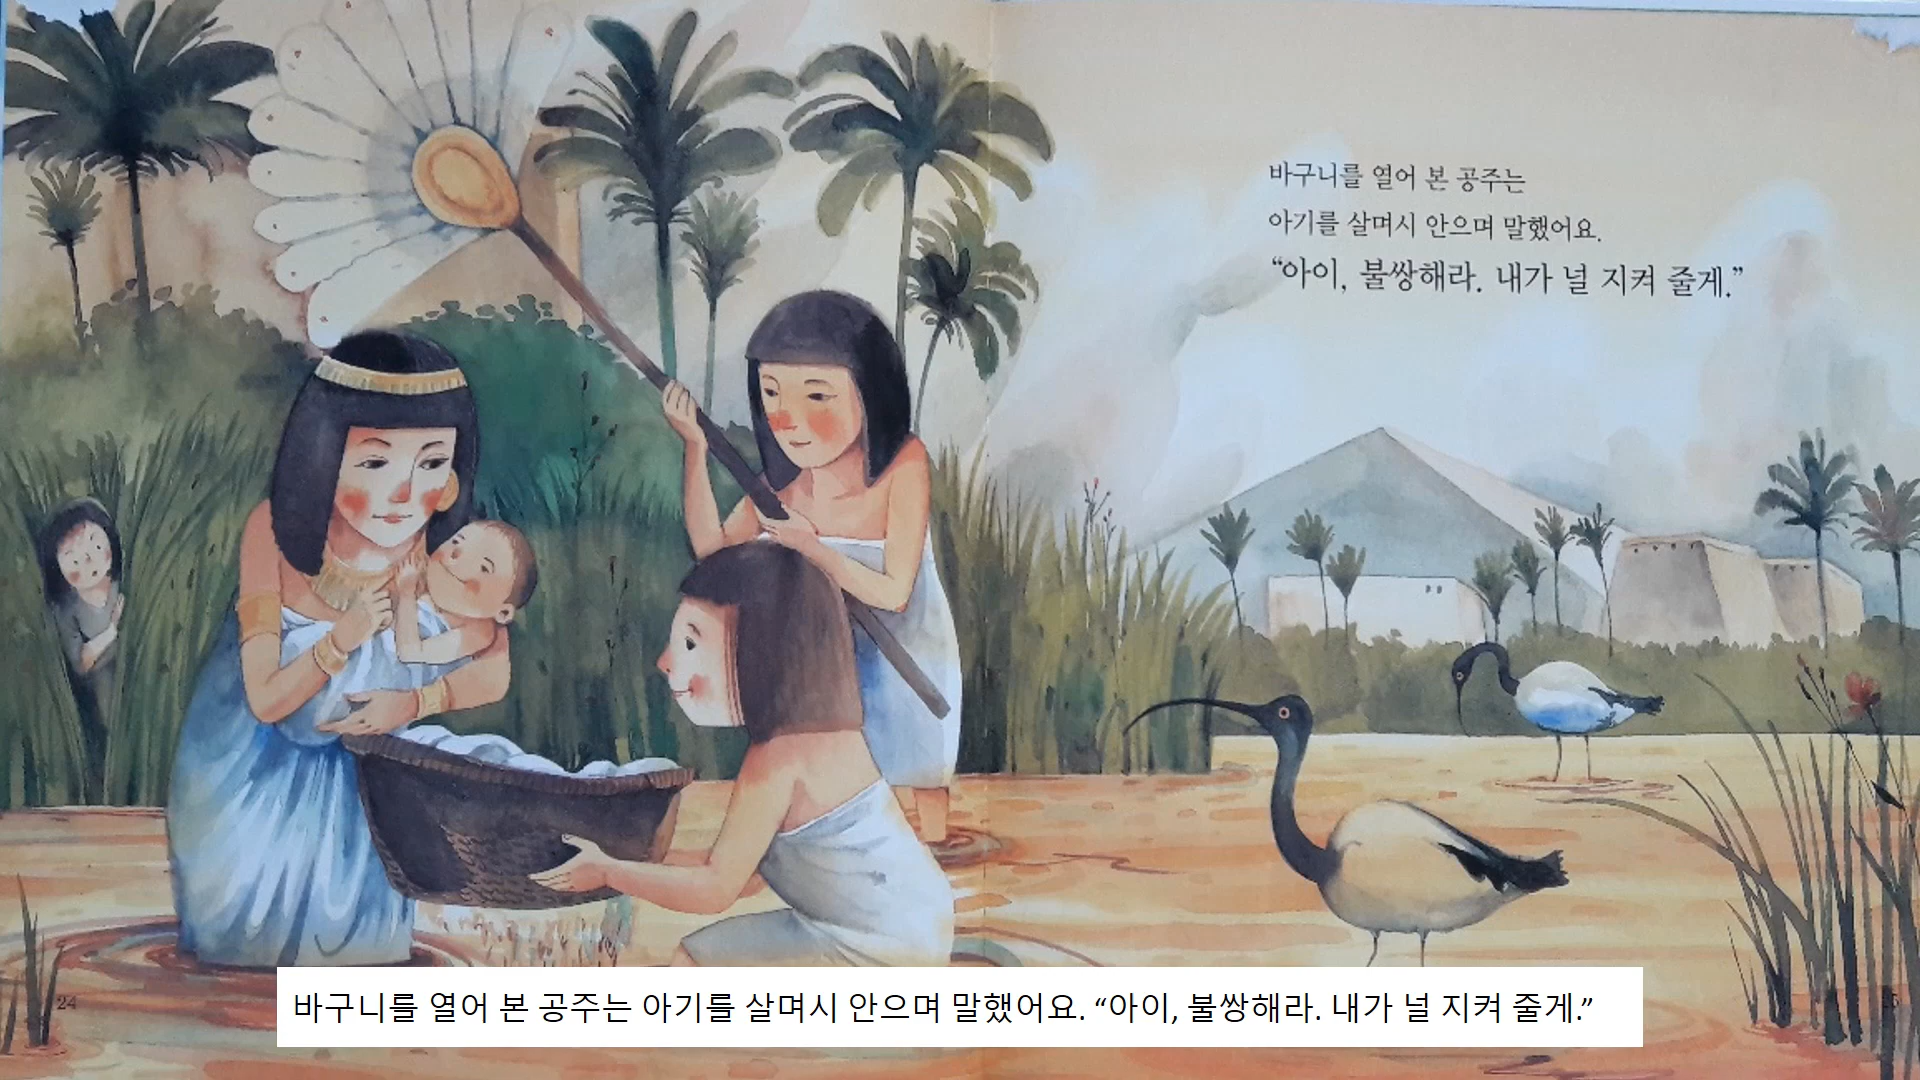 바구니를 열어 본 공주는
아기를 살며시 안으며 말했어요.
“아이, 불쌍해라. 내가 널 지켜 줄게.”
24
바구니를 열어 본 공주는 아기를 살며시 안으며 말했어요. “아이, 불쌍해라. 내가 널 지켜 줄게.”